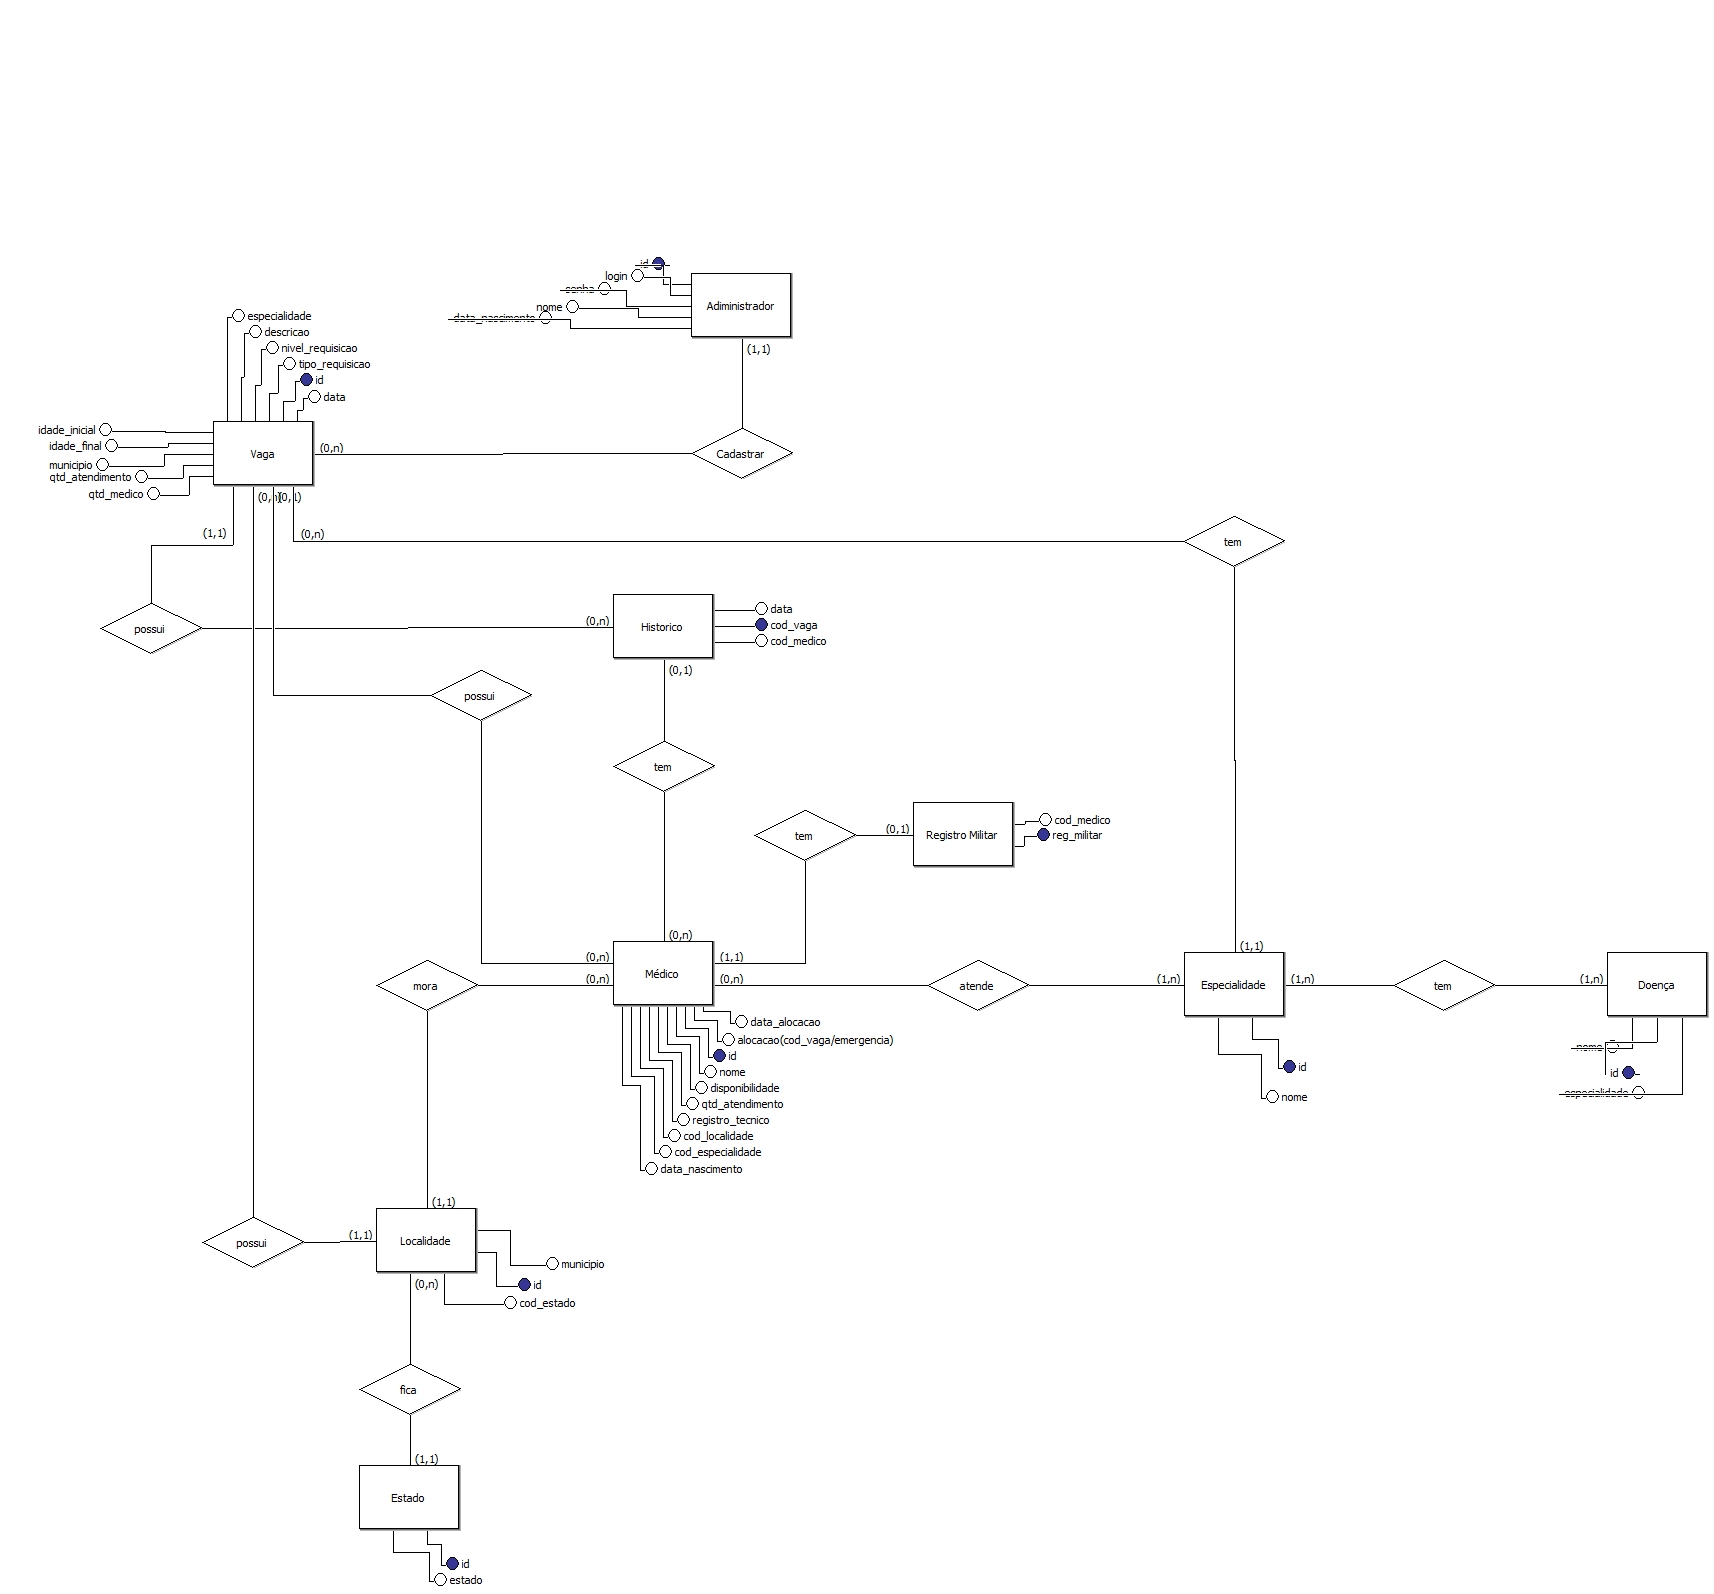 id
login
senha
nome
data_nascimento
Adiministrador
(1,1)
especialidade
descricao
nivel_requisicao
tipo_requisicao
id
data
idade_inicial
idade_final
municipio
qtd_atendimento
qtd_medico
Vaga
(0,n)
Cadastrar
(0,n)
(0,1)
(1,1)
(0,n)
tem
possui
(0,n)
Historico
data
cod_vaga
cod_medico
(0,1)
possui
tem
tem
(0,1)
Registro Militar
cod_medico
reg_militar
(0,n)
(0,n)
(1,1)
(0,n)
(0,n)
mora
Médico
atende
(1,n)
(1,1)
Especialidade
(1,n)
tem
(1,n)
Doença
data_alocacao
alocacao(cod_vaga/emergencia)
id
nome
disponibilidade
qtd_atendimento
registro_tecnico
cod_localidade
cod_especialidade
data_nascimento
id
nome
nome
id
especialidade
(1,1)
possui
(1,1)
Localidade
municipio
id
cod_estado
(0,n)
fica
(1,1)
Estado
id
estado